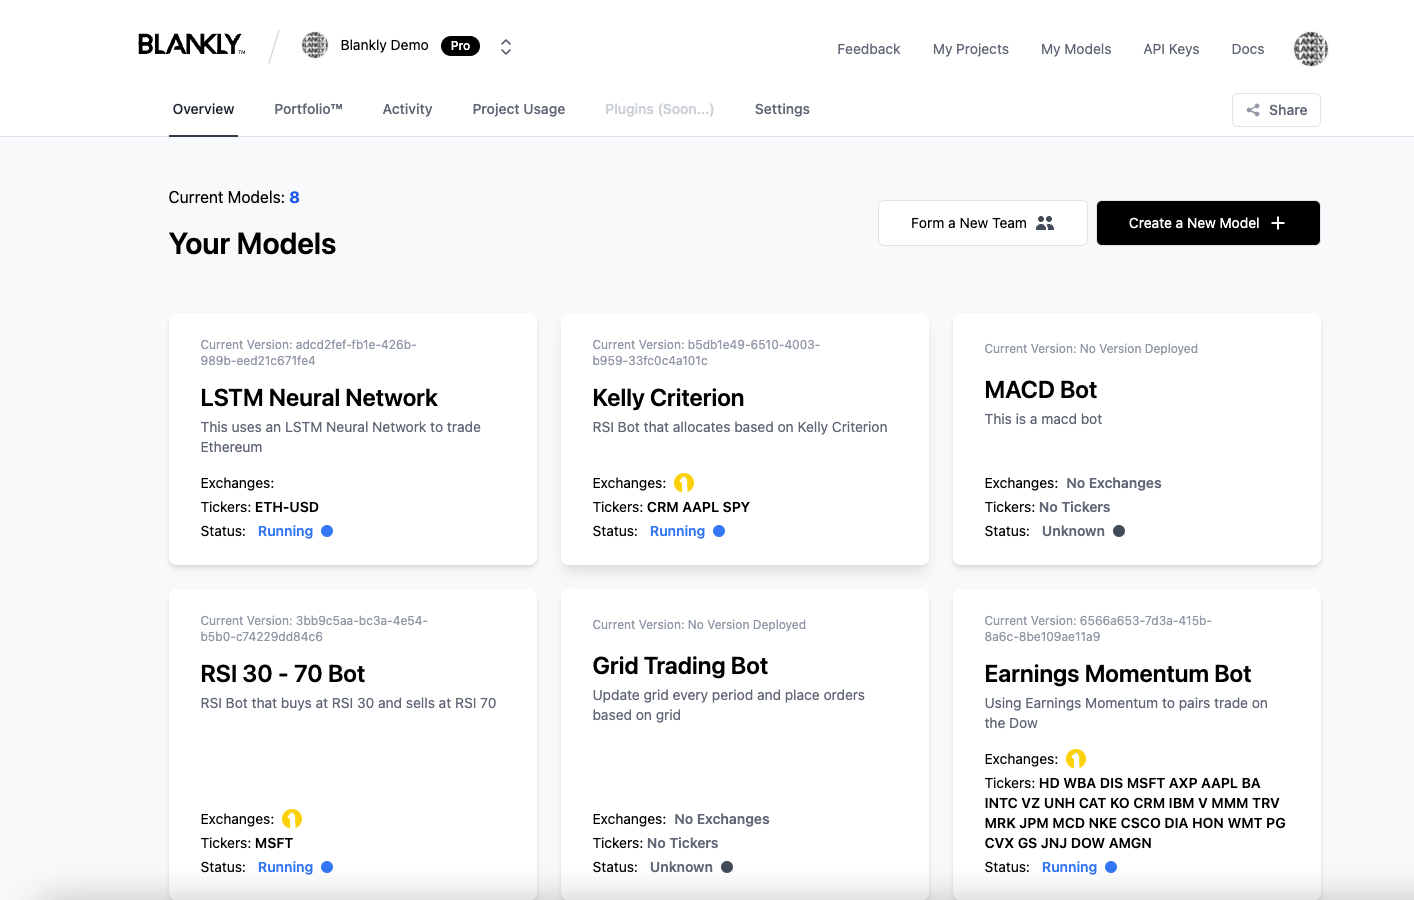 BLANKLY™
Blankly Demo Pro
Feedback My Projects My Models API Keys Docs
Overview Portfolio™ Activity Project Usage Plugins (Soon...) Settings Share
Current Models: 8
Your Models
Form a New Team
Create a New Model
Current Version: adcd2fef-fb1e-426b-
989b-eed21c671fe4
LSTM Neural Network
This uses an LSTM Neural Network to trade
Ethereum
Exchanges:
Tickers: ETH-USD
Status: Running
Current Version: b5db1e49-6510-4003-
b959-33fc0c4a101c
Kelly Criterion
RSI Bot that allocates based on Kelly Criterion
Exchanges:
Tickers: CRM AAPL SPY
Status: Running
Current Version: No Version Deployed
MACD Bot
This is a macd bot
Exchanges: No Exchanges
Tickers: No Tickers
Status: Unknown
Current Version: 3bb9c5aa-bc3a-4e54-
b5b0-c74229dd84c6
RSI 30 - 70 Bot
RSI Bot that buys at RSI 30 and sells at RSI 70
Exchanges:
Tickers: MSFT
Status: Running
Current Version: No Version Deployed
Grid Trading Bot
Update grid every period and place orders
based on grid
Exchanges: No Exchanges
Tickers: No Tickers
Status: Unknown
Current Version: 6566a653-7d3a-415b-
8a6c-8be109ae11a9
Earnings Momentum Bot
Using Earnings Momentum to pairs trade on
the Dow
Exchanges:
Tickers: HD WBA DIS MSFT AXP AAPL BA
INTC VZ UNH CAT KO CRM IBM V MMM TRV
MRK JPM MCD NKE CSCO DIA HON WMT PG
CVX GS JNJ DOW AMGN
Status: Running